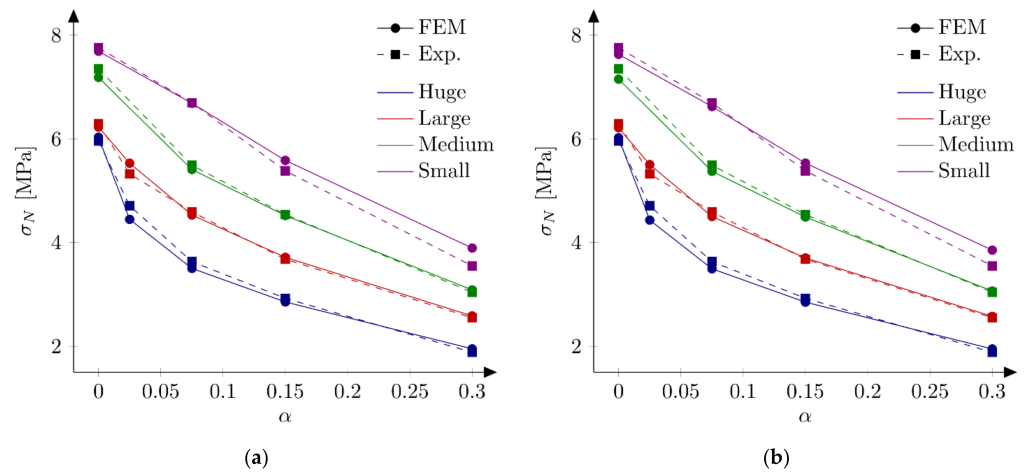 8
6
4
2
σN [MPa]
0
0.05
0.1
0.15
0.2
0.25
0.3
α
FEM
Exp.
Huge
Large
Medium
Small
(a)
8
6
4
2
σN [MPa]
0
0.05
0.1
0.15
0.2
0.25
0.3
α
FEM
Exp.
Huge
Large
Medium
Small
(b)